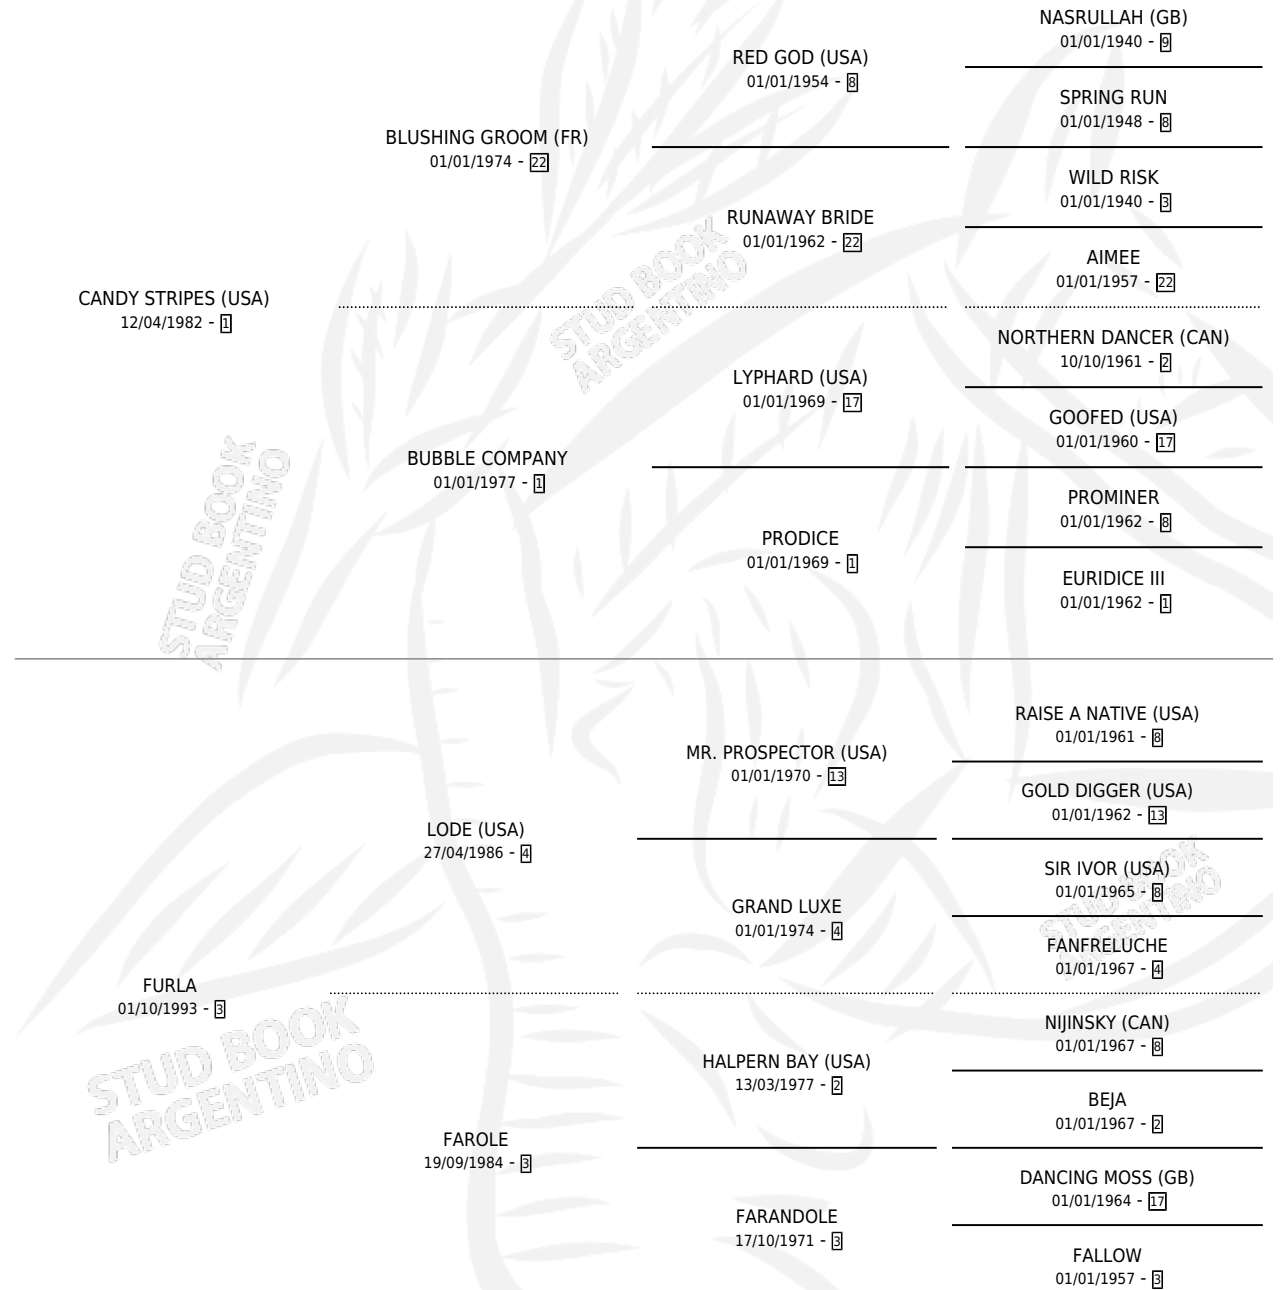 NASRULLAH (GB)
01/01/1940 - 9
RED GOD (USA)
01/01/1954 - 8
SPRING RUN
01/01/1948 - 8
BLUSHING GROOM (FR)
01/01/1974 - 22
WILD RISK
01/01/1940 - 3
RUNAWAY BRIDE
01/01/1962 - 22
AIMEE
01/01/1957 - 22
CANDY STRIPES (USA)
12/04/1982 - 1
STUD BOOK
ARGENTINO
NORTHERN DANCER (CAN)
10/10/1961 - 2
LYPHARD (USA)
01/01/1969 - 17
GOOFED (USA)
01/01/1960 - 17
BUBBLE COMPANY
01/01/1977 - 1
PROMINER
01/01/1962 - 8
PRODICE
01/01/1969 - 1
EURIDICE III
01/01/1962 - 1
STUD BOOK
ARGENTINO
RAISE A NATIVE (USA)
01/01/1961 - 8
MR. PROSPECTOR (USA)
01/01/1970 - 13
GOLD DIGGER (USA)
01/01/1962 - 13
LODE (USA)
27/04/1986 - 4
SIR IVOR (USA)
01/01/1965 - 8
GRAND LUXE
01/01/1974 - 4
FANFRELUCHE
01/01/1967 - 4
STUD BOOK
ARGENTINO
FURLA
01/10/1993 - 3
NIJINSKY (CAN)
01/01/1967 - 8
HALPERN BAY (USA)
13/03/1977 - 2
BEJA
01/01/1967 - 2
STUD BOOK
ARGENTINO
FAROLE
19/09/1984 - 3
DANCING MOSS (GB)
01/01/1964 - 17
FARANDOLE
17/10/1971 - 3
FALLOW
01/01/1957 - 3